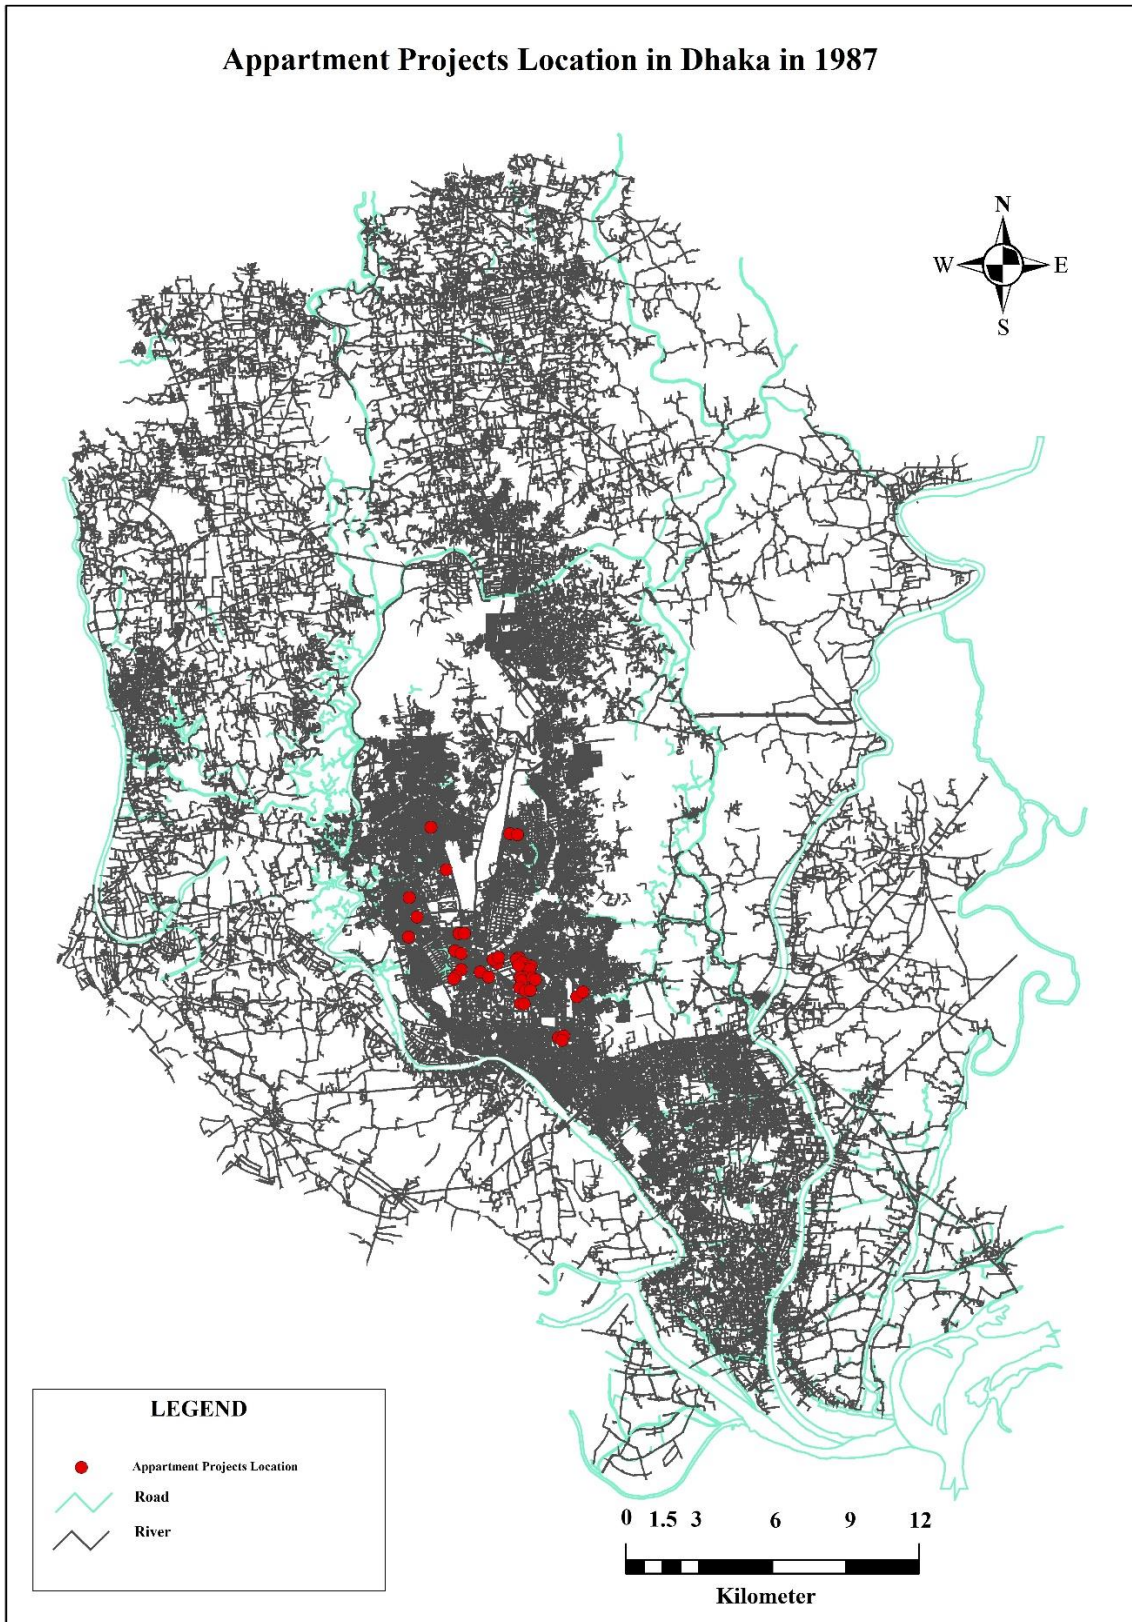 Appartment Projects Location in Dhaka in 1987
N
W E
S
LEGEND
Appartment Projects Location
Road
River
0 1.5 3 6 9 12
Kilometer